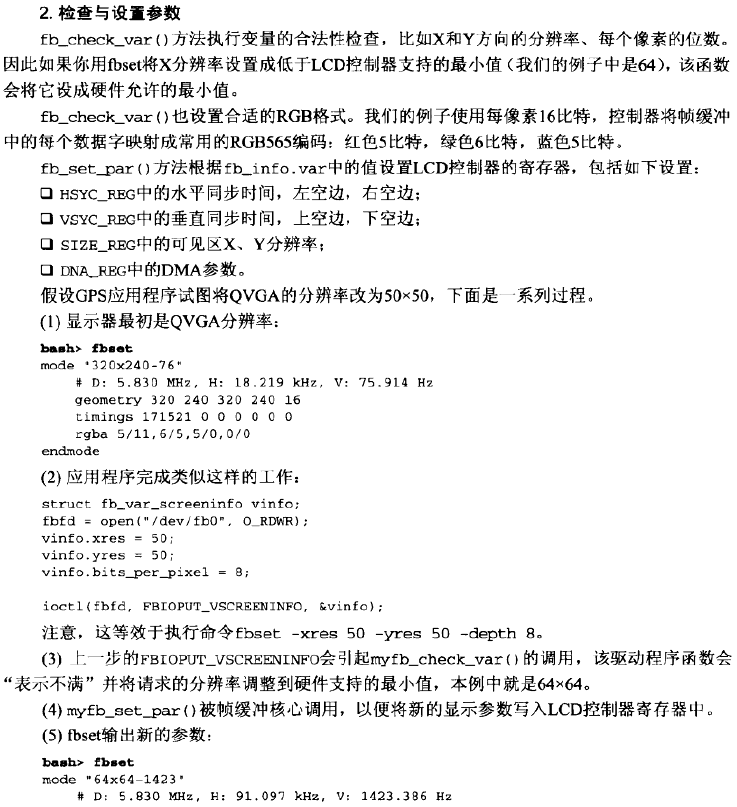 2. 检查与设置参数
fb_check_var()方法执行变量的合法性检查，比如X和Y方向的分辨率、每个像素的位数。
因此如果你用fbset将X分辨率设置成低于LCD控制器支持的最小值（我们的例子中是64），该函数
会将它设成硬件允许的最小值。
fb_check_var()也设置合适的RGB格式。我们的例子使用每像素16比特，控制器将帧缓冲
中的每个数据字映射成常用的RGB565编码：红色5比特，绿色6比特，蓝色5比特。
fb_set_par()方法根据fb_info.var中的值设置LCD控制器的寄存器，包括如下设置：
❑ HSYC_REG中的水平同步时间，左空边，右空边；
❑ VSYC_REG中的垂直同步时间，上空边，下空边；
❑ SIZE_REG中的可见区X、Y分辨率；
❑ DNA_REG中的DMA参数。
假设GPS应用程序试图将QVGA的分辨率改为50×50，下面是一系列过程。
(1) 显示器最初是QVGA分辨率：
bash> fbset
mode "320x240-76"
# D: 5.830 MHz, H: 18.219 kHz, V: 75.914 Hz
geometry 320 240 320 240 16
timings 171521 0 0 0 0 0 0
rgba 5/11,6/5,5/0,0/0
endmode
(2) 应用程序完成类似这样的工作：
struct fb_var_screeninfo vinfo;
fbfd = open("/dev/fb0", O_RDWR);
vinfo.xres = 50;
vinfo.yres = 50;
vinfo.bits_per_pixel = 8;
ioctl(fbfd, FBIOPUT_VSCREENINFO, &vinfo);
注意，这等效于执行命令fbset -xres 50 -yres 50 -depth 8。
(3) 上一步的FBIOPUT_VSCREENINFO会引起myfb_check_var()的调用，该驱动程序函数会
“表示不满”并将请求的分辨率调整到硬件支持的最小值，本例中就是64×64。
(4) myfb_set_par()被帧缓冲核心调用，以便将新的显示参数写入LCD控制器寄存器中。
(5) fbset输出新的参数：
bash> fbset
mode "64x64-1423"
# D: 5.830 MHz, H: 91.097 kHz, V: 1423.386 Hz